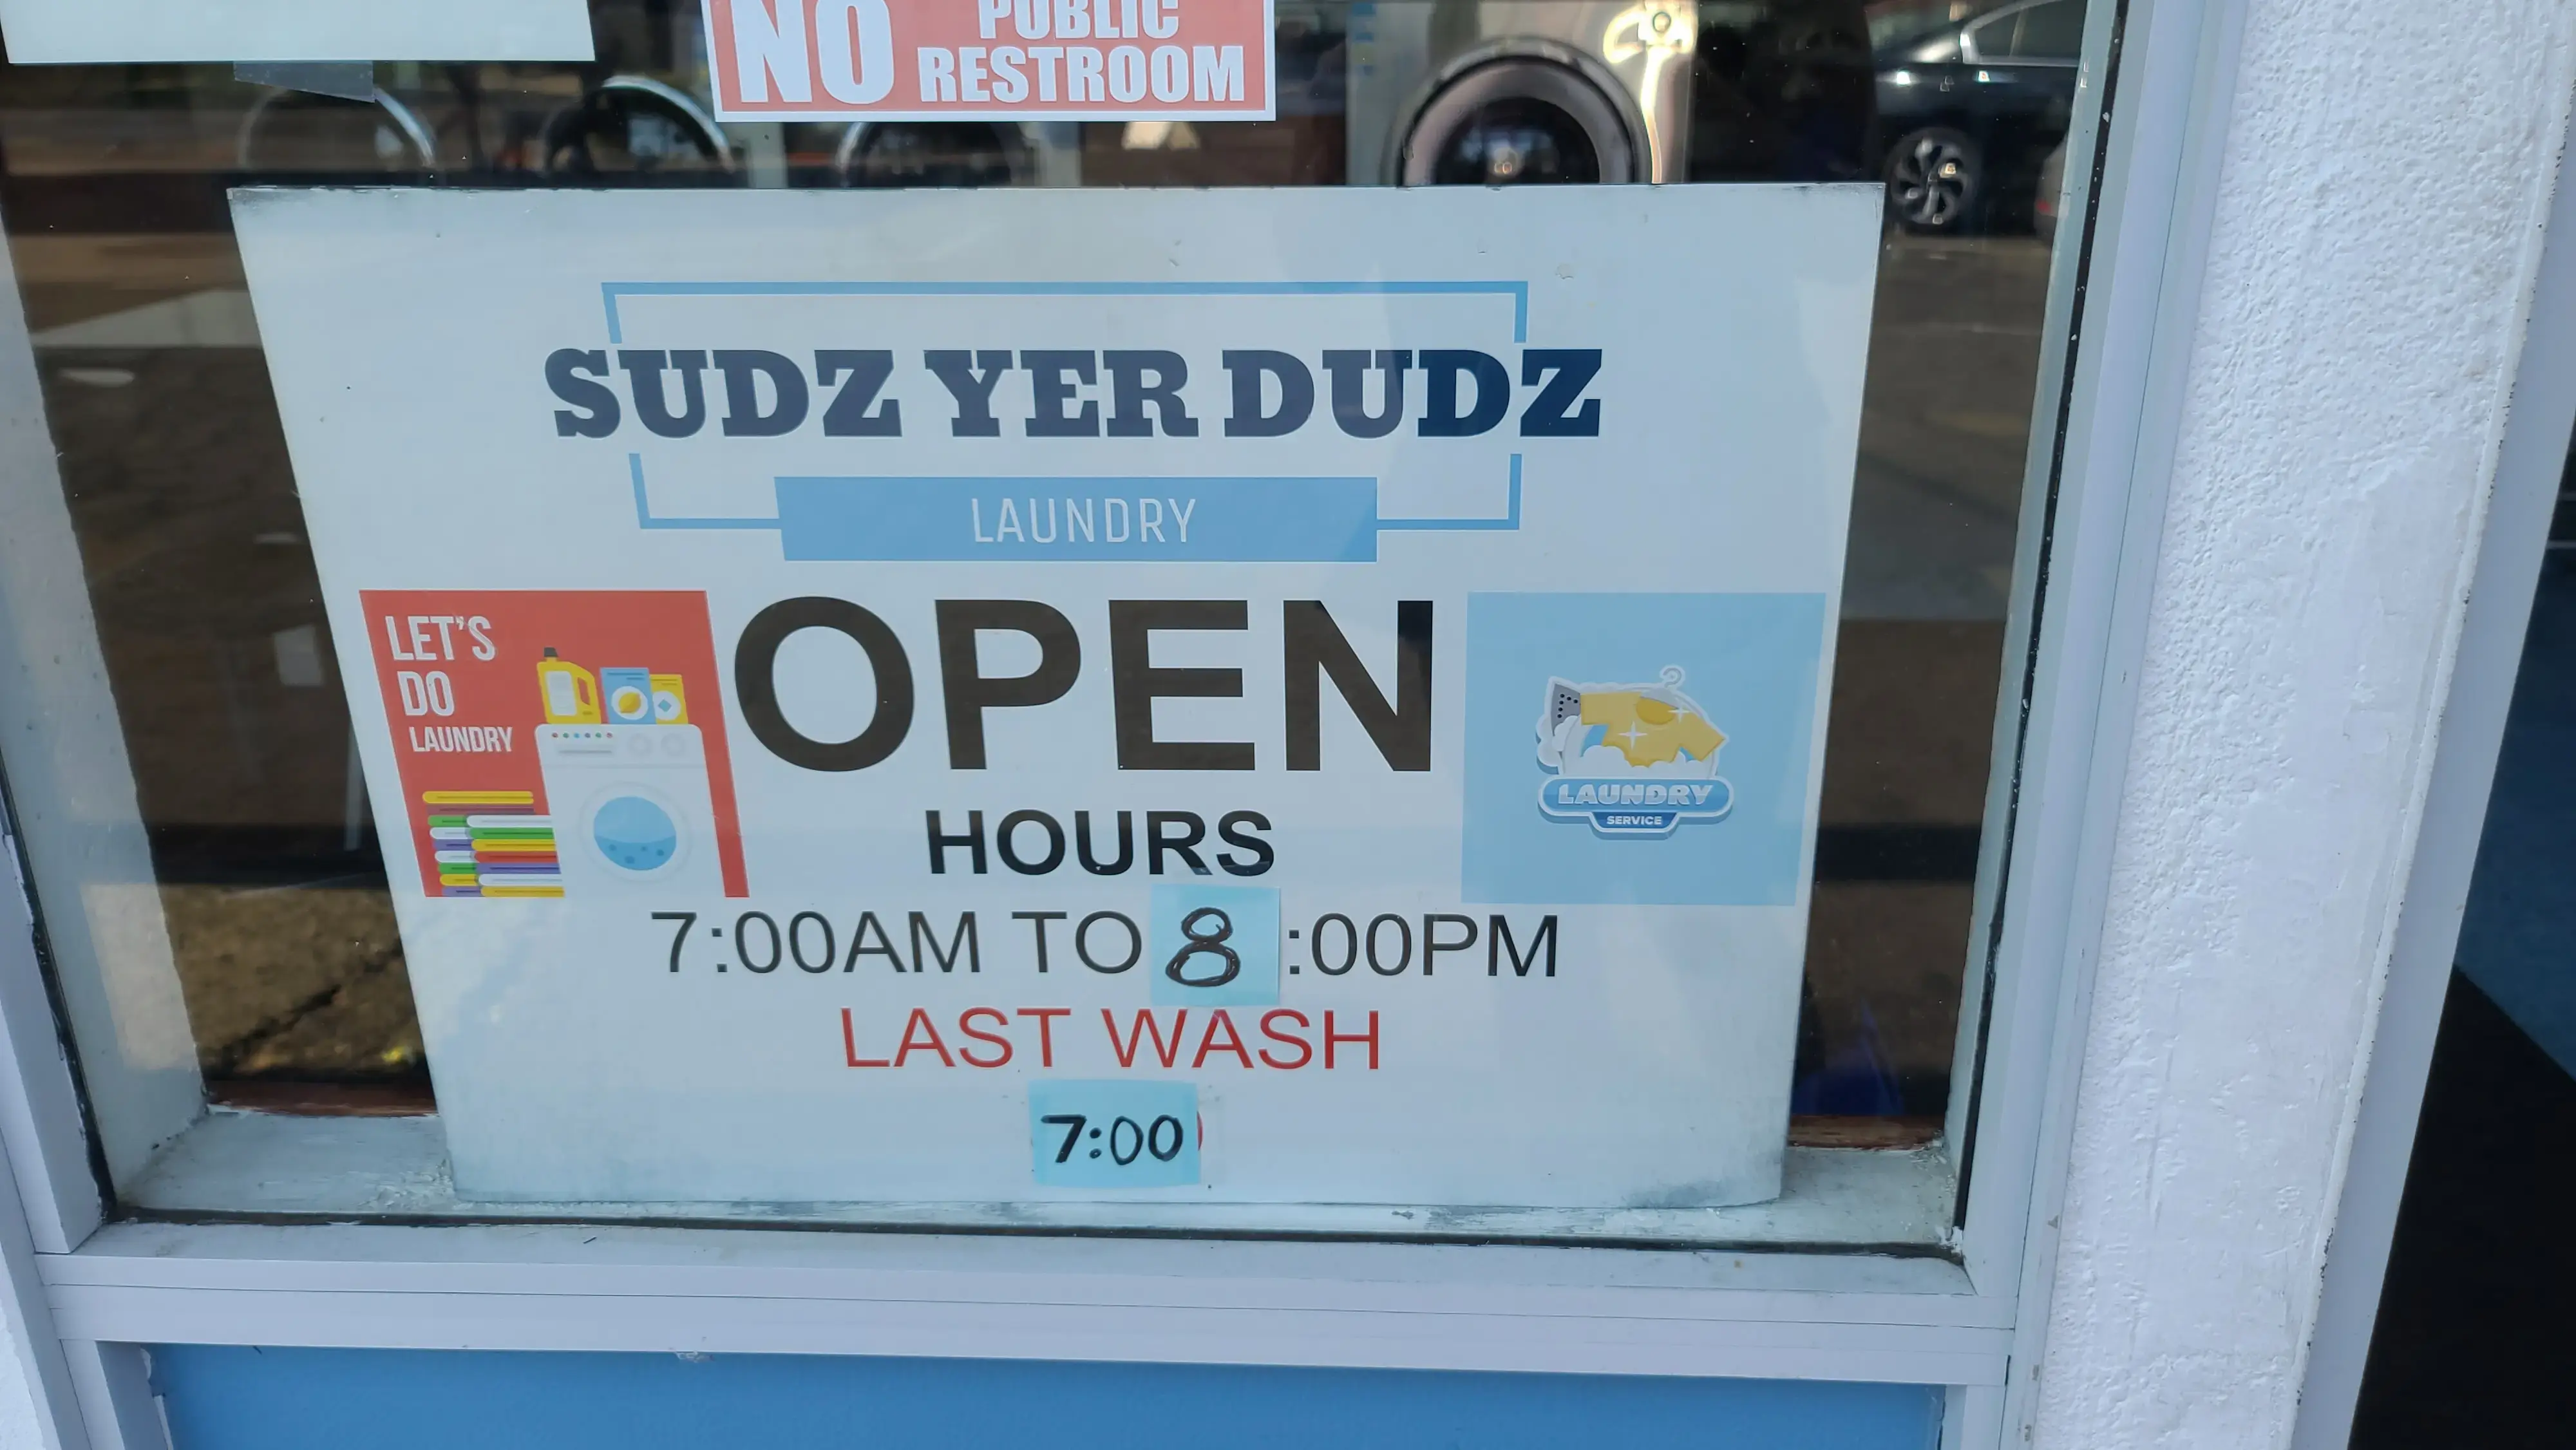 NO PUBLIC
RESTROOM
SUDZ YER DUDZ
LAUNDRY
LET'S
DO
LAUNDRY
OPEN
HOURS
LAUNDRY
SERVICE
7:00AM TO 8:00PM
LAST WASH
7:00